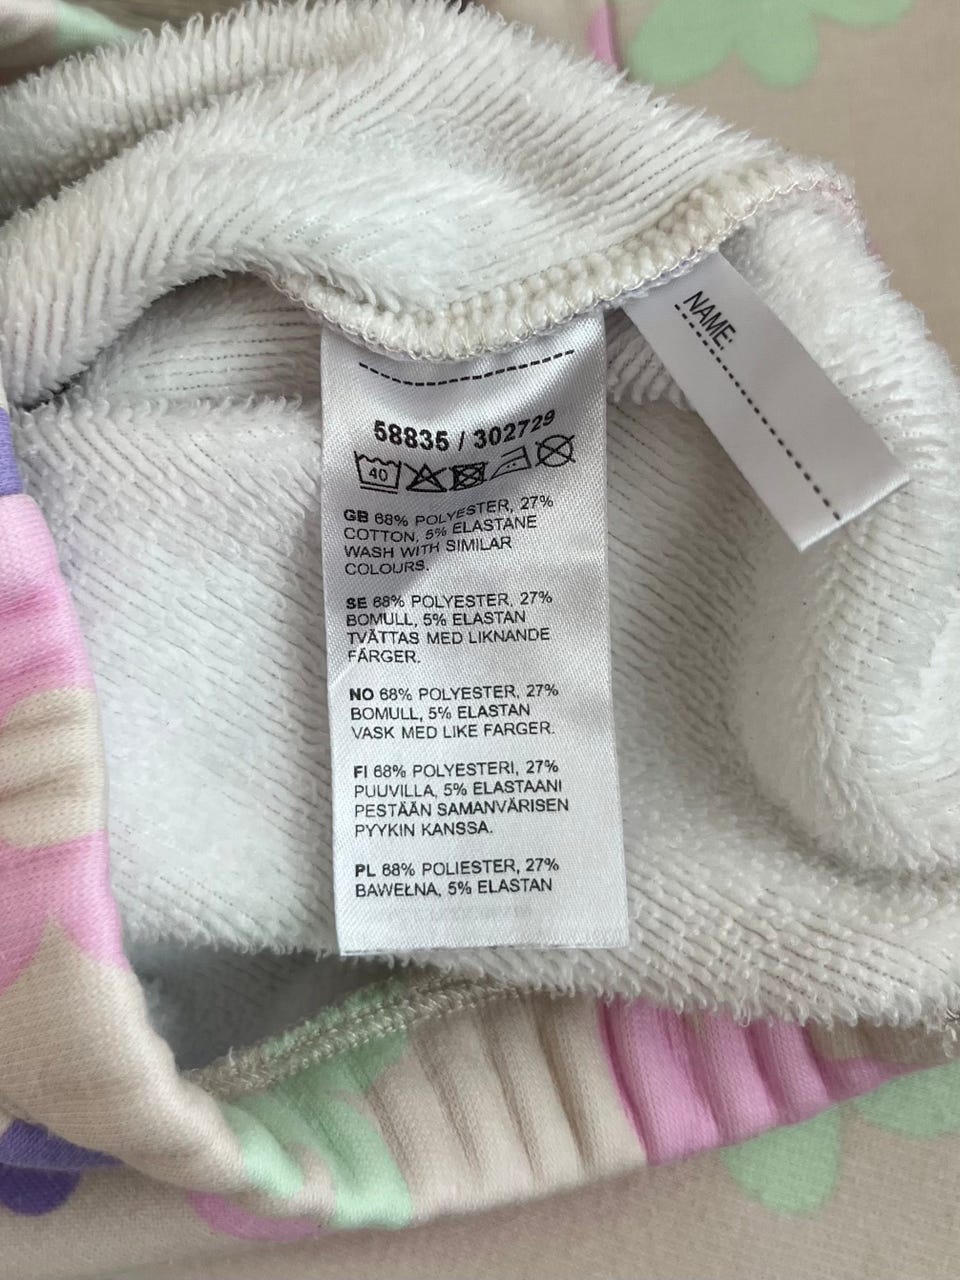 58835 / 302729
40
GB 68% POLYESTER, 27%
COTTON, 5% ELASTANE
WASH WITH SIMILAR
COLOURS.
SE 68% POLYESTER, 27%
BOMULL, 5% ELASTAN
TVÄTTAS MED LIKNANDE
FÄRGER.
NO 68% POLYESTER, 27%
BOMULL, 5% ELASTAN
VASK MED LIKE FARGER.
FI 68% POLYESTERI, 27%
PUUVILLA, 5% ELASTAANI
PESTÄÄN SAMANVÄRISEN
PYYKIN KANSSA.
PL 68% POLIESTER, 27%
BAWEŁNA, 5% ELASTAN
NAME: